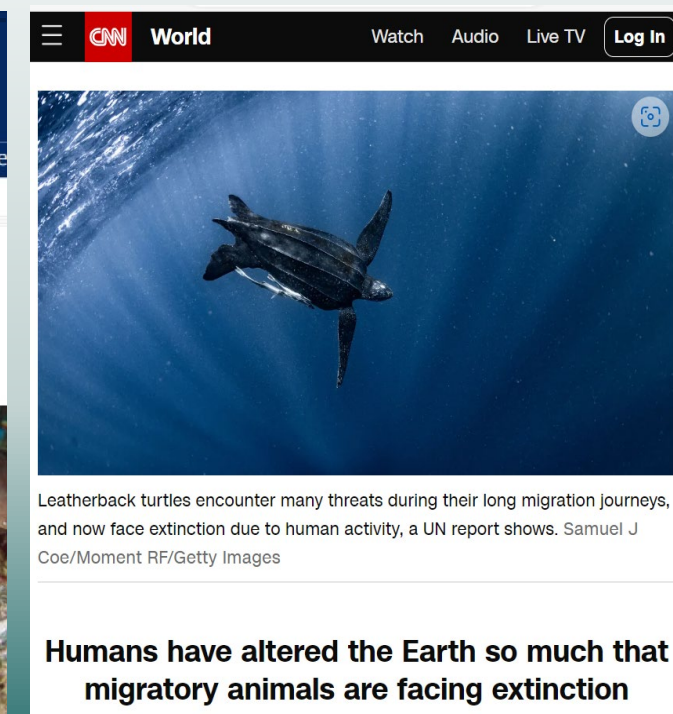 CNN World Watch Audio Live TV Log In
Leatherback turtles encounter many threats during their long migration journeys,
and now face extinction due to human activity, a UN report shows. Samuel J
Coe/Moment RF/Getty Images
Humans have altered the Earth so much that
migratory animals are facing extinction